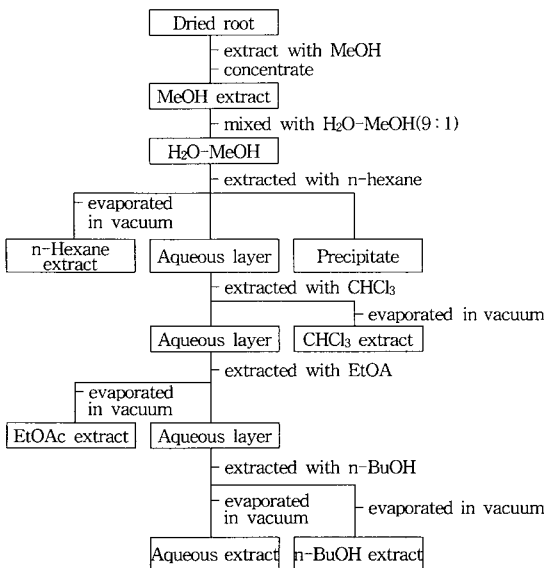 Dried root
extract with MeOH
concentrate
MeOH extract
mixed with H₂O-MeOH(9 : 1)
H₂O-MeOH
extracted with n-hexane
evaporated
in vacuum
n-Hexane
extract
Aqueous layer
Precipitate
extracted with CHCl₃
evaporated in vacuum
Aqueous layer
CHCl₃ extract
extracted with EtOA
evaporated
in vacuum
EtOAc extract
Aqueous layer
extracted with n-BuOH
evaporated
in vacuum
evaporated in vacuum
Aqueous extract
n-BuOH extract